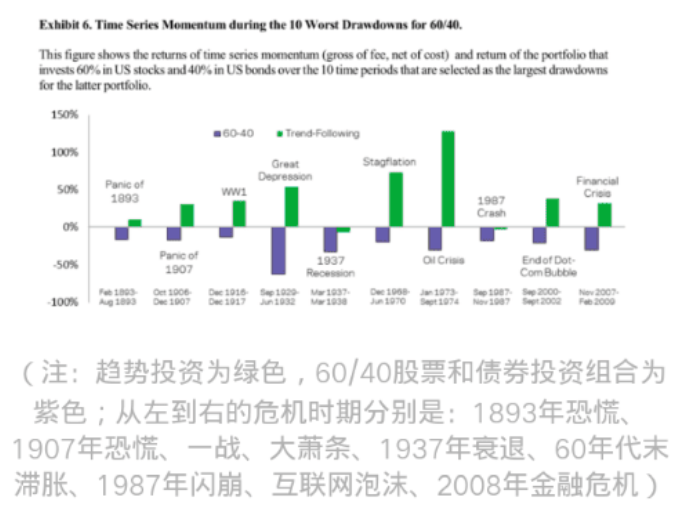 Exhibit 6. Time Series Momentum during the 10 Worst Drawdowns for 60/40.
This figure shows the returns of time series momentum (gross of fee, net of cost) and return of the portfolio that
invests 60% in US stocks and 40% in US bonds over the 10 time periods that are selected as the largest drawdowns
for the latter portfolio.
150%
100%
50%
0%
-50%
-100%
60-40 Trend-Following
Panic of
1893
Panic of
1907
WW1
Great
Depression
1937
Recession
Stagflation
Oil Crisis
1987
Crash
End of Dot-
Com Bubble
Financial
Crisis
Feb 1893- Oct 1906- Dec 1916- Sep 1929- Mar 1937- Dec 1968- Jan 1973- Sep 1987- Sep 2000- Nov 2007-
Aug 1893 Dec 1907 Dec 1917 Jun 1932 Mar 1938 Jun 1970 Sept 1974 Nov 1987 Sept 2002 Feb 2009
（注：趋势投资为绿色，60/40股票和债券投资组合为
紫色；从左到右的危机时期分别是：1893年恐慌、
1907年恐慌、一战、大萧条、1937年衰退、60年代末
滞胀、1987年闪崩、互联网泡沫、2008年金融危机）